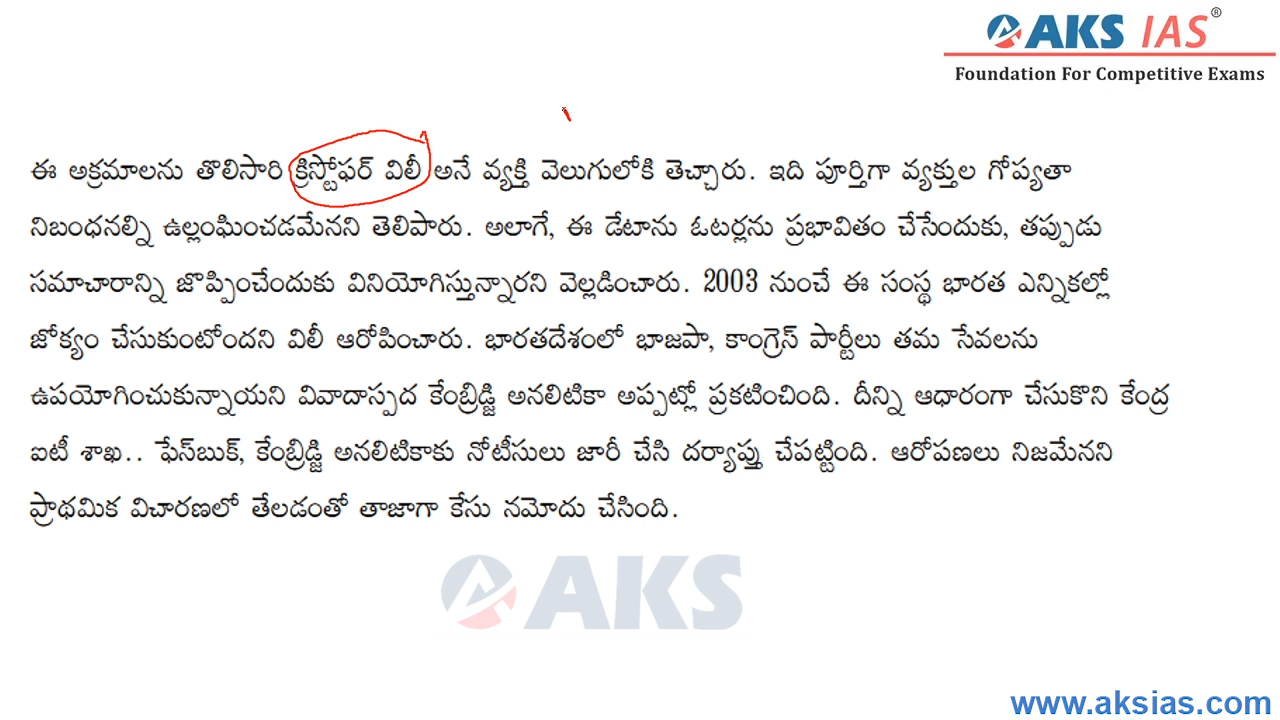 AKS IAS®
Foundation For Competitive Exams
ఈ అక్రమాలను తొలిసారి క్రిస్టోఫర్ విలీ అనే వ్యక్తి వెలుగులోకి తెచ్చారు. ఇది పూర్తిగా వ్యక్తుల గోప్యతా
నిబంధనల్ని ఉల్లంఘించడమేనని తెలిపారు. అలాగే, ఈ డేటాను ఓటర్లను ప్రభావితం చేసేందుకు, తప్పుడు
సమాచారాన్ని జొప్పించేందుకు వినియోగిస్తున్నారని వెల్లడించారు. 2003 నుంచే ఈ సంస్థ భారత ఎన్నికల్లో
జోక్యం చేసుకుంటోందని విలీ ఆరోపించారు. భారతదేశంలో భాజపా, కాంగ్రెస్ పార్టీలు తమ సేవలను
ఉపయోగించుకున్నాయని వివాదాస్పద కేంబ్రిడ్జి అనలిటికా అప్పట్లో ప్రకటించింది. దీన్ని ఆధారంగా చేసుకొని కేంద్ర
ఐటీ శాఖ.. ఫేస్‌బుక్, కేంబ్రిడ్జి అనలిటికాకు నోటీసులు జారీ చేసి దర్యాప్తు చేపట్టింది. ఆరోపణలు నిజమేనని
ప్రాథమిక విచారణలో తేలడంతో తాజాగా కేసు నమోదు చేసింది.
AKS
www.aksias.com